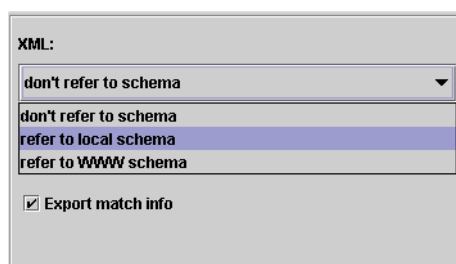 XML:
don't refer to schema
don't refer to schema
refer to local schema
refer to WWW schema
Export match info